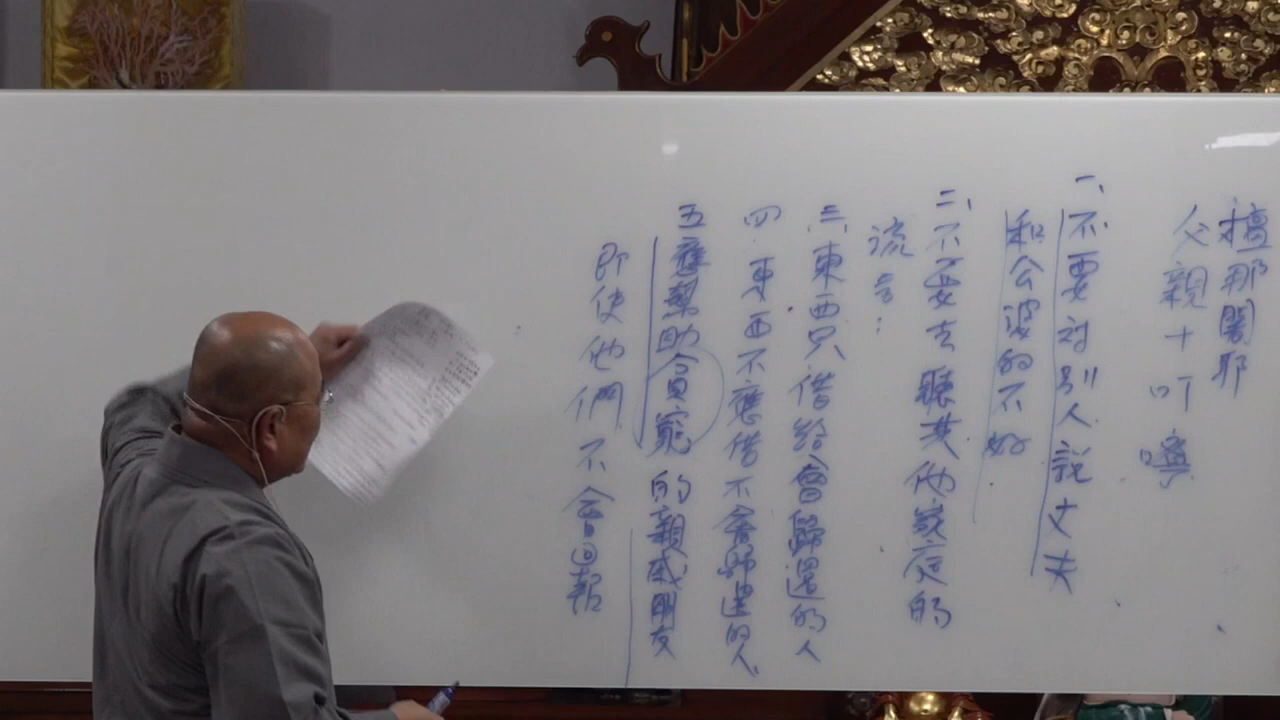 檀那闍耶
父親十叮嚀
一、不要對別人說丈夫
和公婆的不好
二、不要去聽其他家庭的
流言:
三、東西只借給會歸還的人
四 東西不應借不會歸還的人、
五應幫助貧窮的親戚朋友
即使他們不會回報